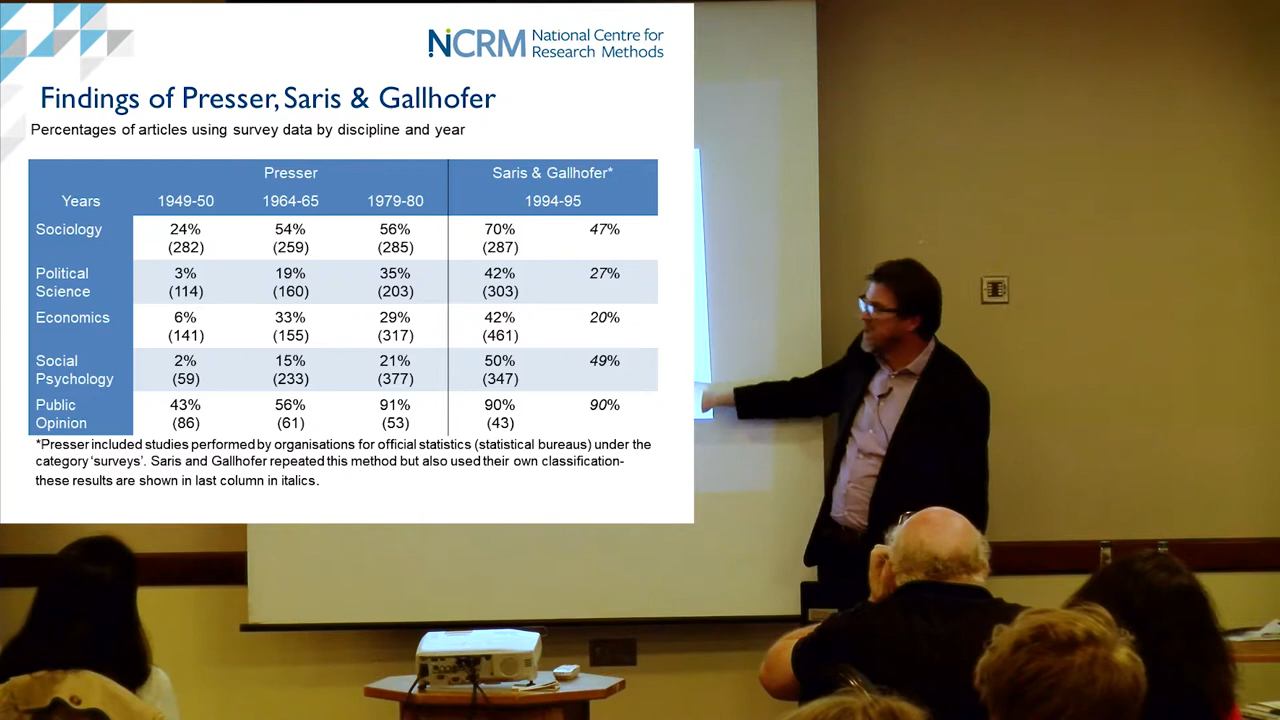 NCRM National Centre for
Research Methods
Findings of Presser, Saris & Gallhofer
Percentages of articles using survey data by discipline and year
Presser Saris & Gallhofer*
Years 1949-50 1964-65 1979-80 1994-95
Sociology 24% 54% 56% 70% 47%
(282) (259) (285) (287)
Political 3% 19% 35% 42% 27%
Science (114) (160) (203) (303)
Economics 6% 33% 29% 42% 20%
(141) (155) (317) (461)
Social 2% 15% 21% 50% 49%
Psychology (59) (233) (377) (347)
Public 43% 56% 91% 90% 90%
Opinion (86) (61) (53) (43)
*Presser included studies performed by organisations for official statistics (statistical bureaus) under the
category ‘surveys’. Saris and Gallhofer repeated this method but also used their own classification-
these results are shown in last column in italics.